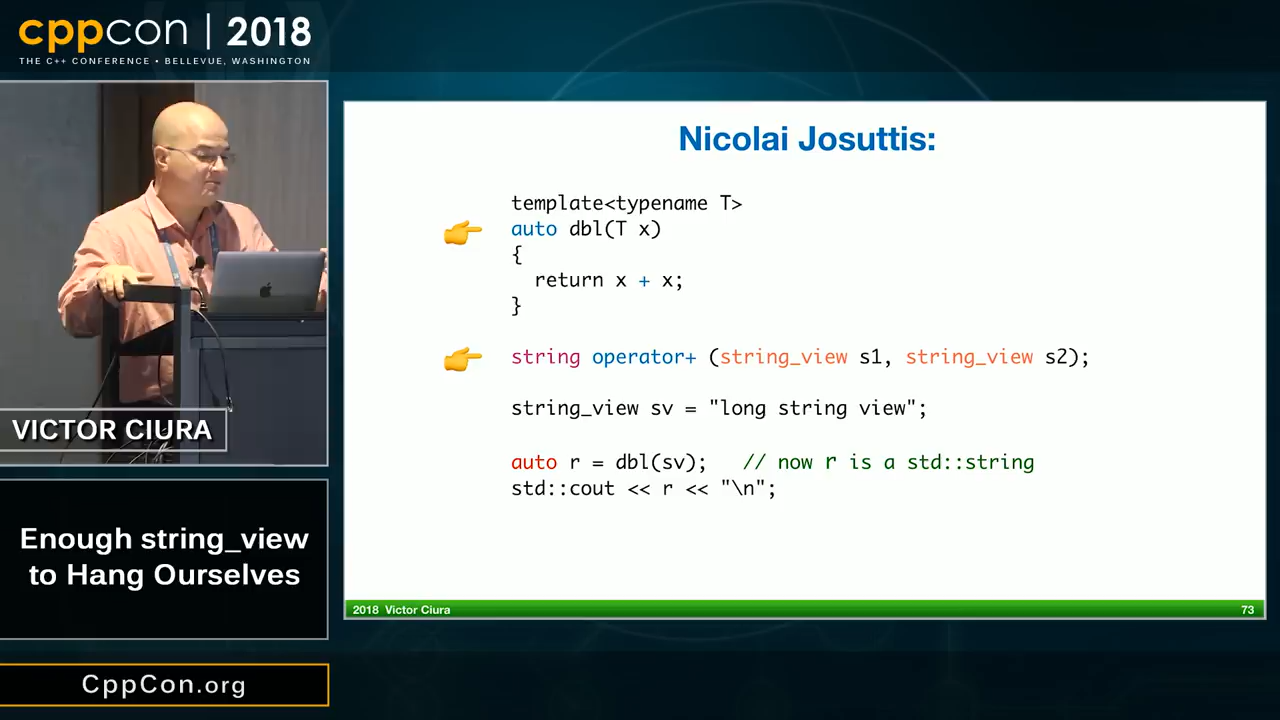 cppcon | 2018
THE C++ CONFERENCE • BELLEVUE, WASHINGTON
Nicolai Josuttis:
template<typename T>
auto dbl(T x)
{
return x + x;
}
string operator+ (string_view s1, string_view s2);
string_view sv = "long string view";
auto r = dbl(sv); // now r is a std::string
std::cout << r << "\n";
VICTOR CIURA
Enough string_view
to Hang Ourselves
2018 Victor Ciura
73
CppCon.org